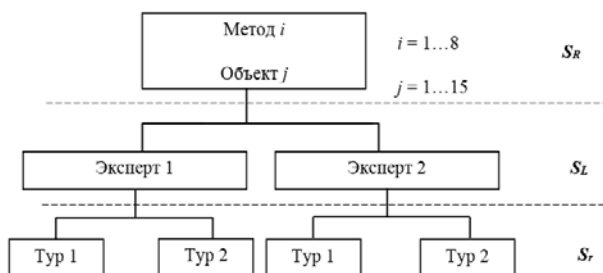 Метод i
i = 1…8
S_R
Объект j
j = 1…15
Эксперт 1
Эксперт 2
S_L
Тур 1
Тур 2
Тур 1
Тур 2
S_r